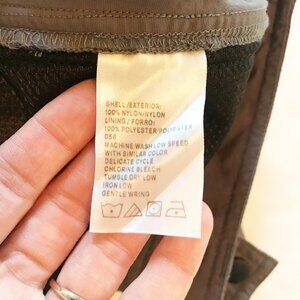 SHELL/EXTERIOR:
100% NYLON/NYLON
LINING / FORRO:
100% POLYESTER/POLYESTER
056
MACHINE WASH LOW SPEED
WITH SIMILAR COLOR
DELICATE CYCLE
CHLORINE BLEACH
TUMBLE DRY LOW
IRON LOW
GENTLE WRING